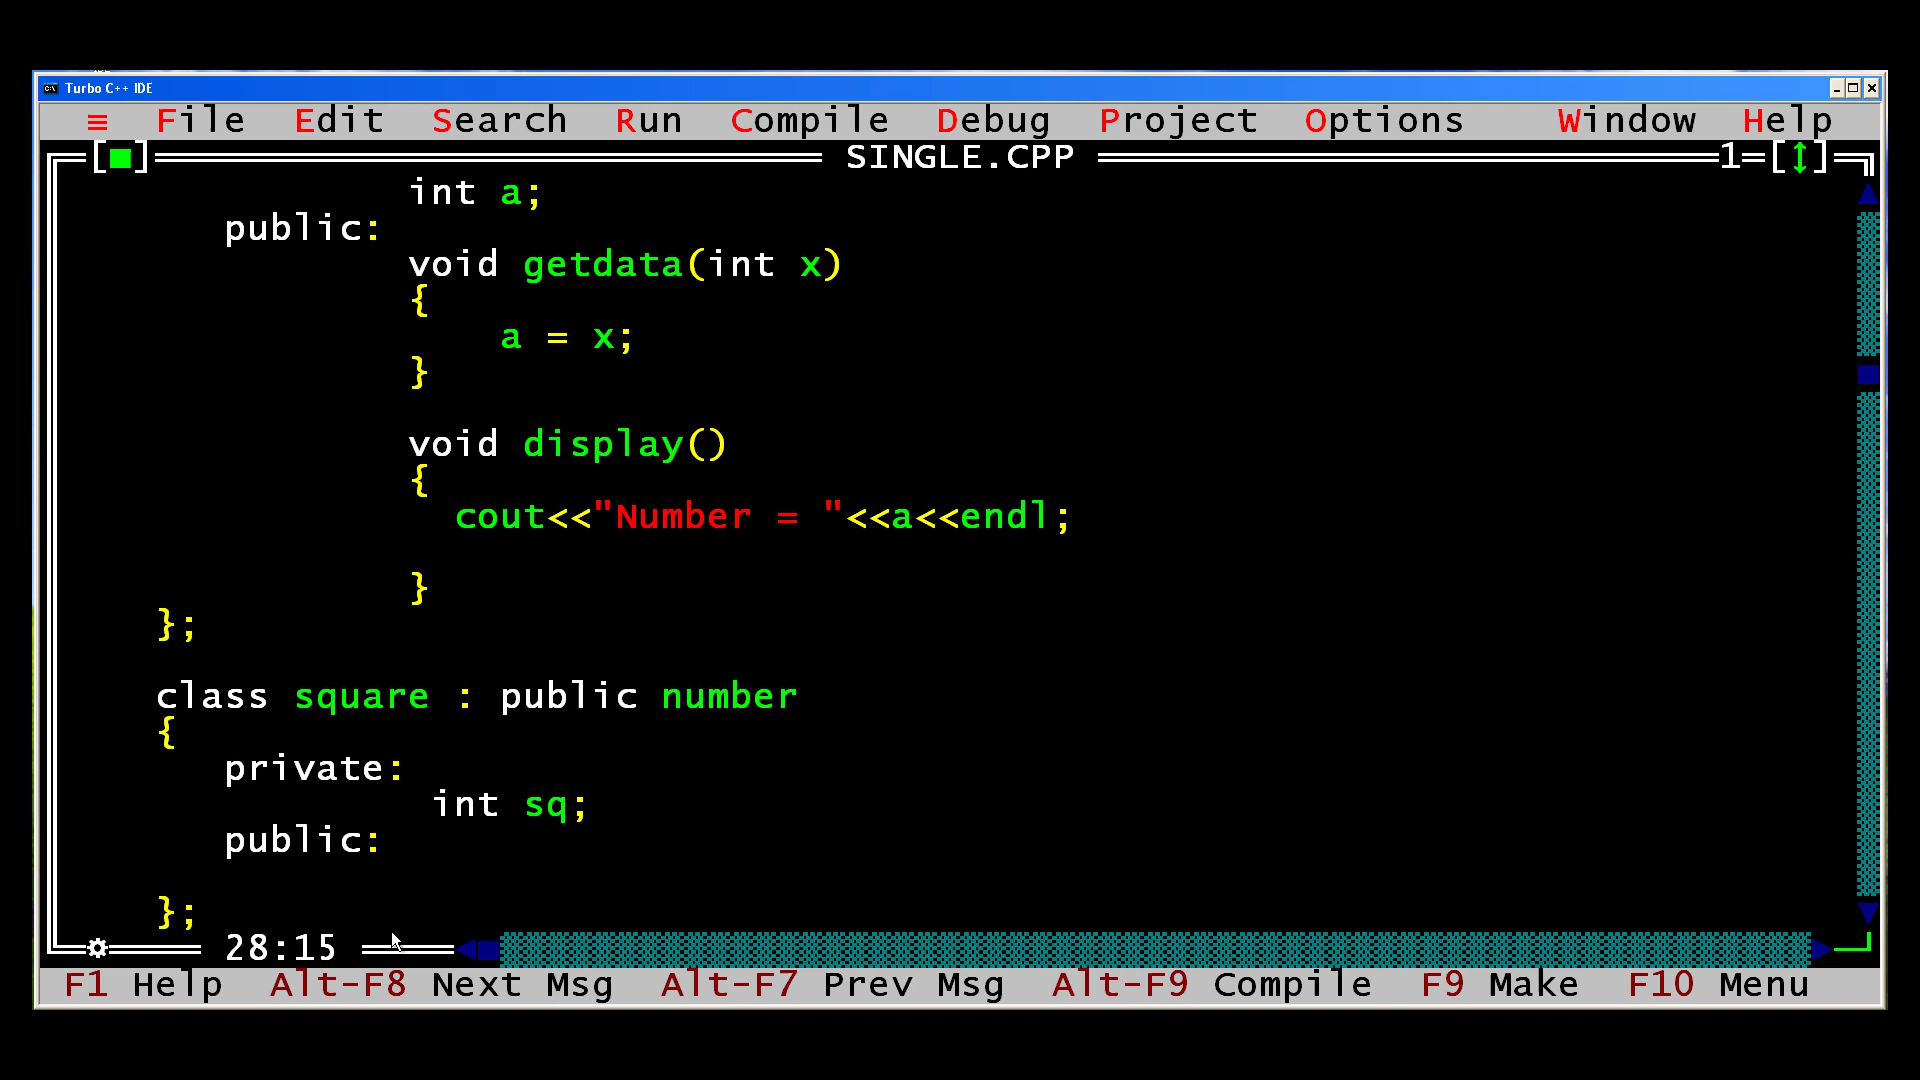 Turbo C++ IDE
≡ File Edit Search Run Compile Debug Project Options Window Help
[■] SINGLE.CPP 1=[↕]
int a;
public:
void getdata(int x)
{
a = x;
}
void display()
{
cout<<"Number = "<<a<<endl;
}
};
class square : public number
{
private:
int sq;
public:
};
28:15
F1 Help Alt-F8 Next Msg Alt-F7 Prev Msg Alt-F9 Compile F9 Make F10 Menu